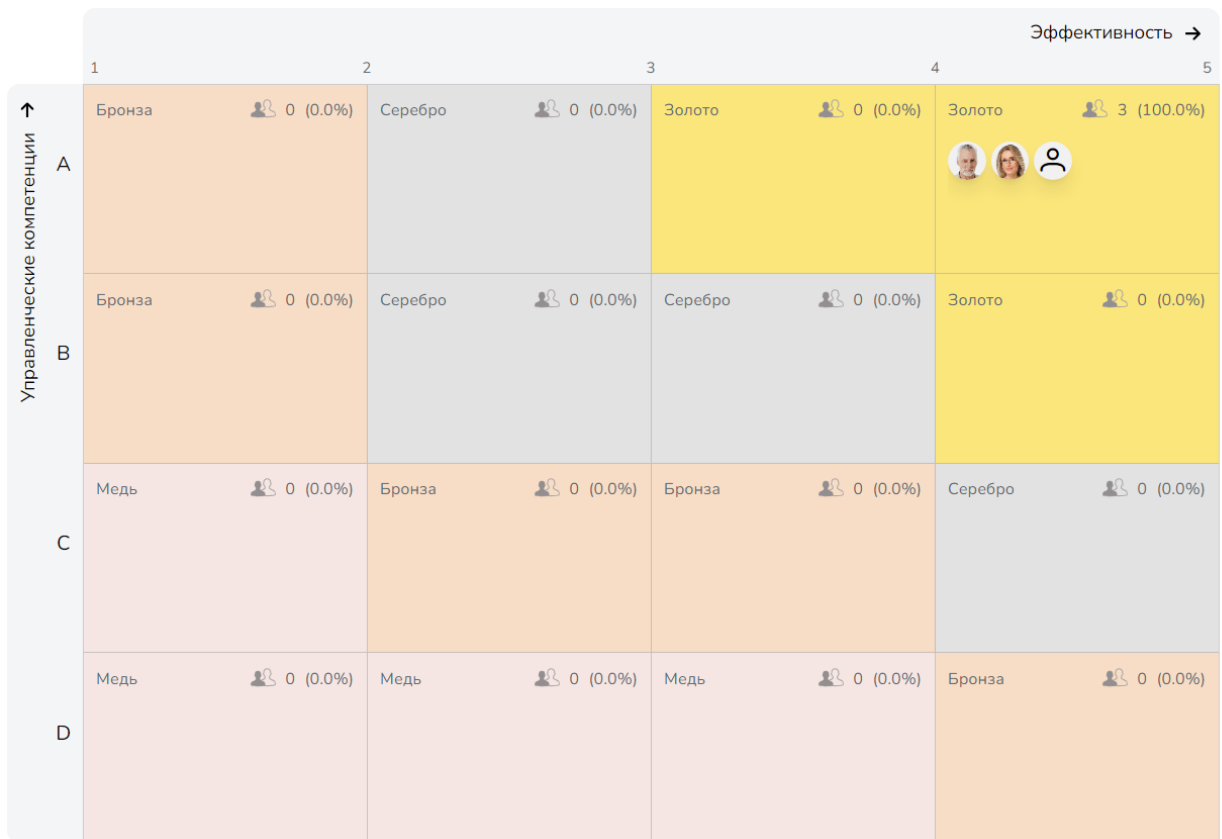 Эффективность →
1 2 3 4 5
↑ Управленческие компетенции
A
Бронза 0 (0.0%) Серебро 0 (0.0%) Золото 0 (0.0%) Золото 3 (100.0%)
B
Бронза 0 (0.0%) Серебро 0 (0.0%) Серебро 0 (0.0%) Золото 0 (0.0%)
C
Медь 0 (0.0%) Бронза 0 (0.0%) Бронза 0 (0.0%) Серебро 0 (0.0%)
D
Медь 0 (0.0%) Медь 0 (0.0%) Медь 0 (0.0%) Бронза 0 (0.0%)